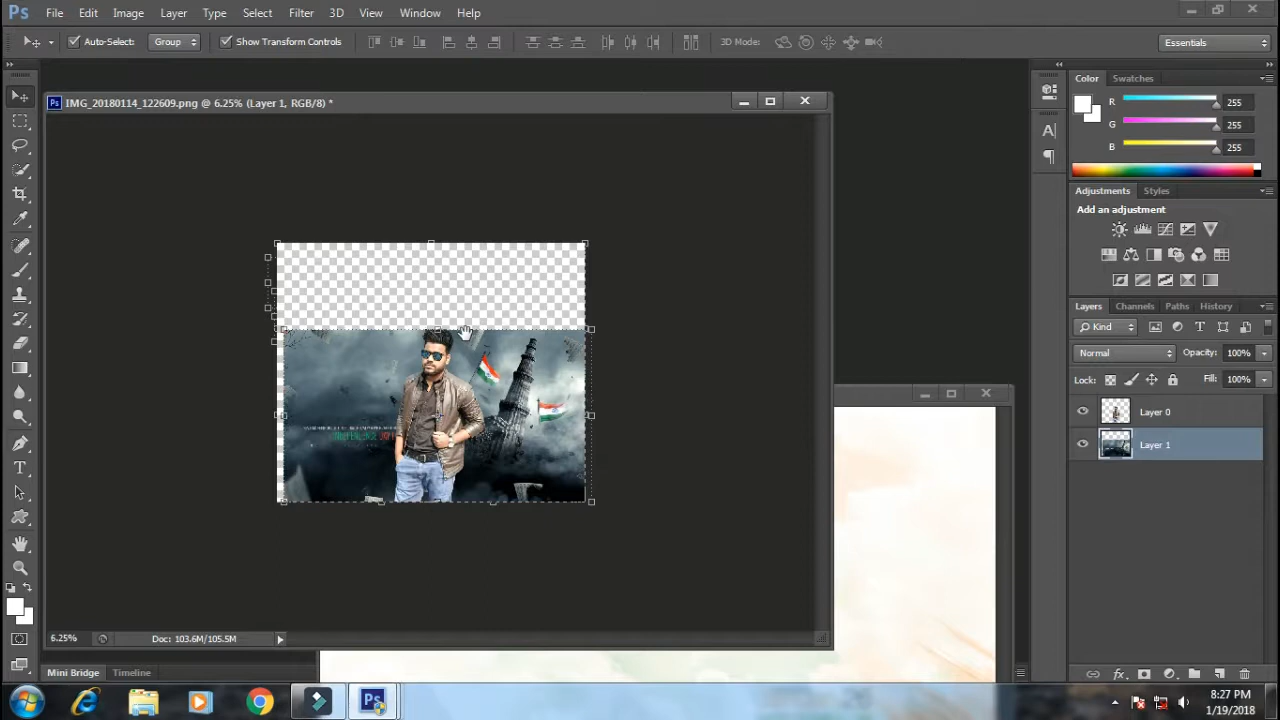 Ps File Edit Image Layer Type Select Filter 3D View Window Help
Auto-Select: Group Show Transform Controls 3D Mode: Essentials
IMG_20180114_122609.png @ 6.25% (Layer 1, RGB/8) *
Color Swatches
R 255
G 255
B 255
Adjustments Styles
Add an adjustment
Layers Channels Paths History
Kind
Normal Opacity: 100%
Lock: Fill: 100%
Layer 0
Layer 1
6.25% Doc: 103.6M/105.5M
Mini Bridge Timeline
8:27 PM
1/19/2018